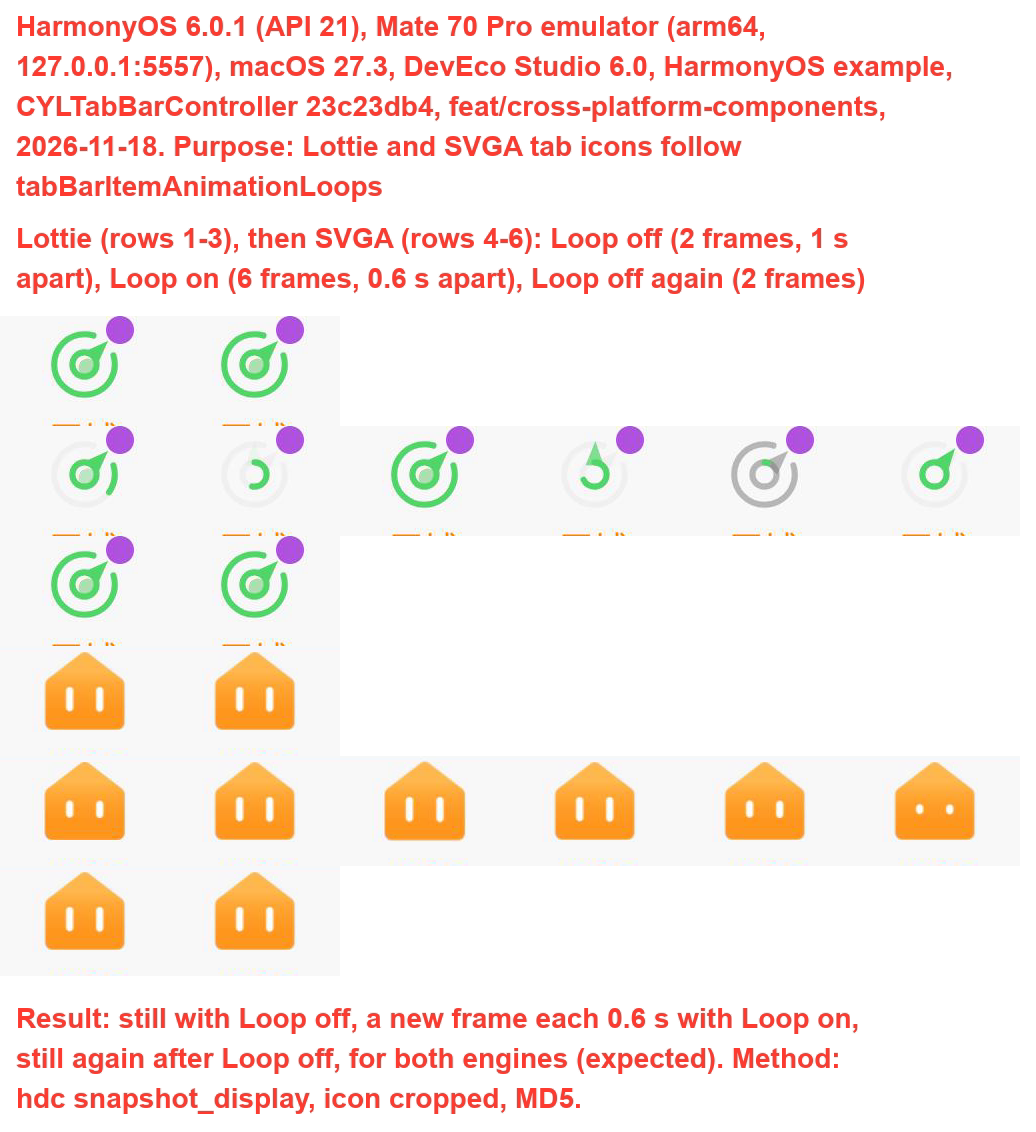 HarmonyOS 6.0.1 (API 21), Mate 70 Pro emulator (arm64,
127.0.0.1:5557), macOS 27.3, DevEco Studio 6.0, HarmonyOS example,
CYLTabBarController 23c23db4, feat/cross-platform-components,
2026-11-18. Purpose: Lottie and SVGA tab icons follow
tabBarItemAnimationLoops
Lottie (rows 1-3), then SVGA (rows 4-6): Loop off (2 frames, 1 s
apart), Loop on (6 frames, 0.6 s apart), Loop off again (2 frames)
Result: still with Loop off, a new frame each 0.6 s with Loop on,
still again after Loop off, for both engines (expected). Method:
hdc snapshot_display, icon cropped, MD5.